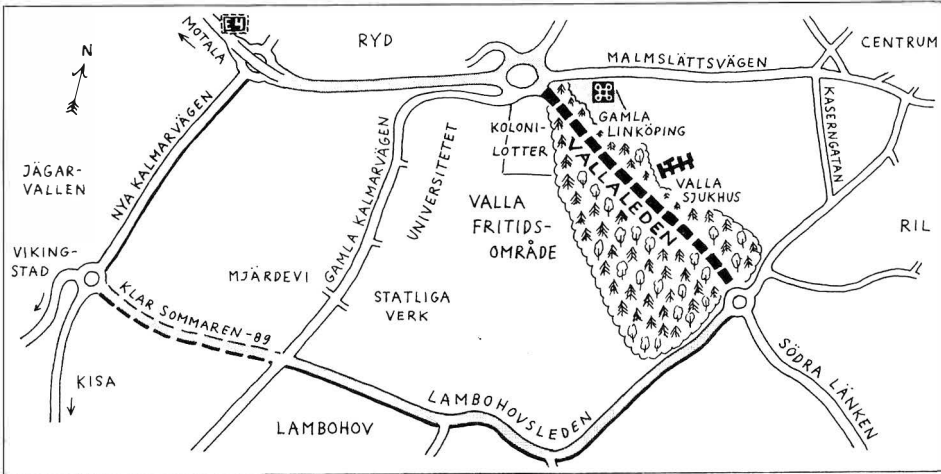 E4
MOTALA
RYD
MALMSLÄTTSVÄGEN
CENTRUM
N
KASERNGATAN
GAMLA
LINKÖPING
KOLONI-
LOTTER
VALLALEDEN
VALLA
SJUKHUS
NYA KALMARVÄGEN
GAMLA KALMARVÄGEN
UNIVERSITETET
JÄGAR-
VALLEN
VALLA
FRITIDS-
OMRÅDE
RIL
VIKING-
STAD
MJÄRDEVI
STATLIGA
VERK
KLAR SOMMAREN-89
KISA
LAMBOHOV
LAMBOHOVSLEDEN
SÖDRA LÄNKEN